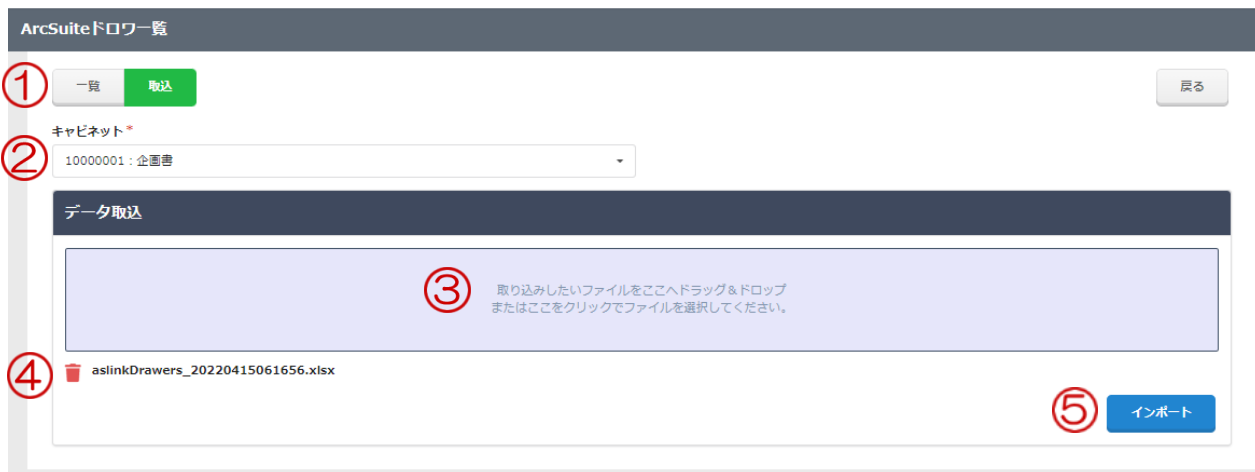 ArcSuiteドロワ一覧
① 一覧 取込 戻る
キャビネット*
② 10000001 : 企画書
データ取込
③ 取り込みしたいファイルをここへドラッグ&ドロップ
またはここをクリックでファイルを選択してください。
④ aslinkDrawers_20220415061656.xlsx
⑤ インポート